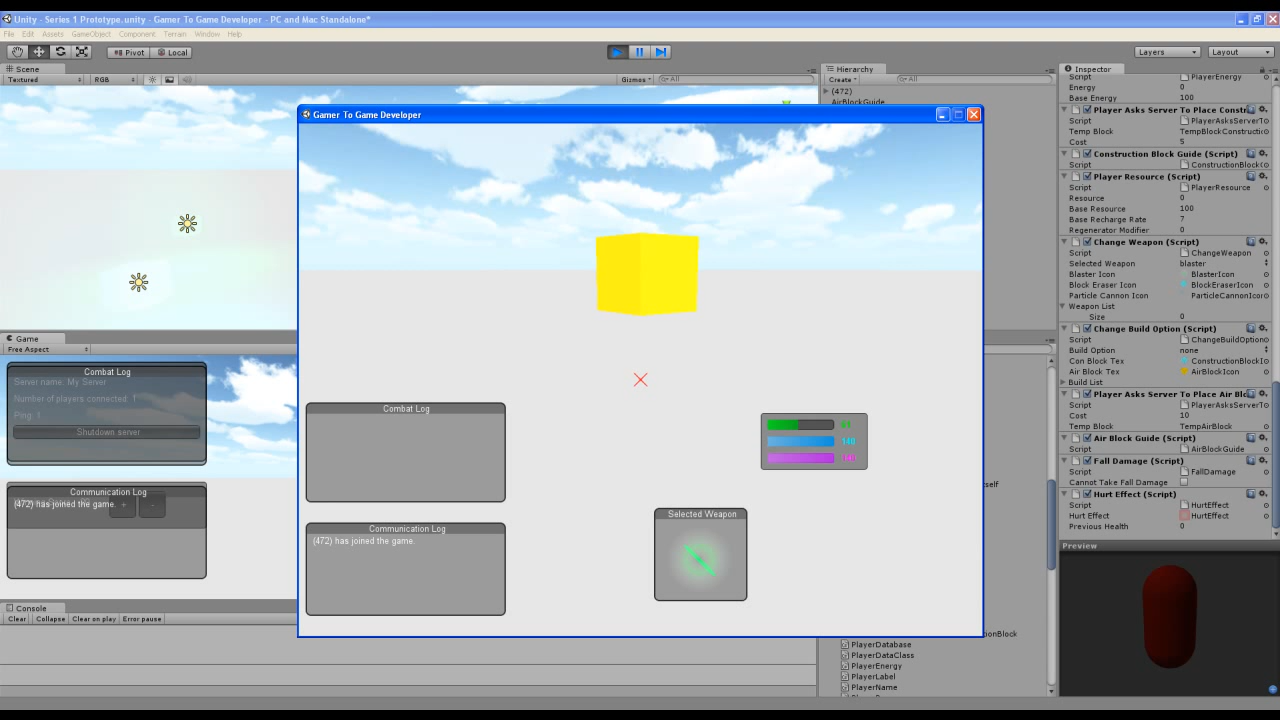 Unity - Series 1 Prototype.unity - Gamer To Game Developer - PC and Mac Standalone*
File Edit Assets GameObject Component Terrain Window Help
Pivot Local
Layers Layout
Scene
Textured RGB Gizmos All
Hierarchy
Create All
(472)
AirBlockGuide
Inspector
Script PlayerEnergy
Energy 0
Base Energy 100
Player Asks Server To Place Constr
Script PlayerAsksServerTo
Temp Block TempBlockConstructi
Cost 5
Construction Block Guide (Script)
Script ConstructionBlock
Player Resource (Script)
Script PlayerResource
Resource 0
Base Resource 100
Base Recharge Rate 7
Regenerator Modifier 0
Change Weapon (Script)
Script ChangeWeapon
Selected Weapon blaster
Blaster Icon BlasterIcon
Block Eraser Icon BlockEraserIcon
Particle Cannon Icon ParticleCannonIcon
Weapon List
Size 0
Change Build Option (Script)
Script ChangeBuildOption
Build Option none
Con Block Tex ConstructionBlockI
Air Block Tex AirBlockIcon
Build List
Player Asks Server To Place Air Blo
Script PlayerAsksServerTo
Cost 10
Temp Block TempAirBlock
Air Block Guide (Script)
Script AirBlockGuide
Fall Damage (Script)
Script FallDamage
Cannot Take Fall Damage
Hurt Effect (Script)
Script HurtEffect
Hurt Effect HurtEffect
Previous Health 0
Preview
Gamer To Game Developer
Combat Log
Communication Log
(472) has joined the game.
140
Selected Weapon
Game
Free Aspect
Combat Log
Server name: My Server
Number of players connected: 1
Ping: 1
Shutdown server
Communication Log
(472) has joined the game.
+ -
Console
Clear Collapse Clear on play Error pause
tself
onBlock
PlayerDatabase
PlayerDataClass
PlayerEnergy
PlayerLabel
PlayerName